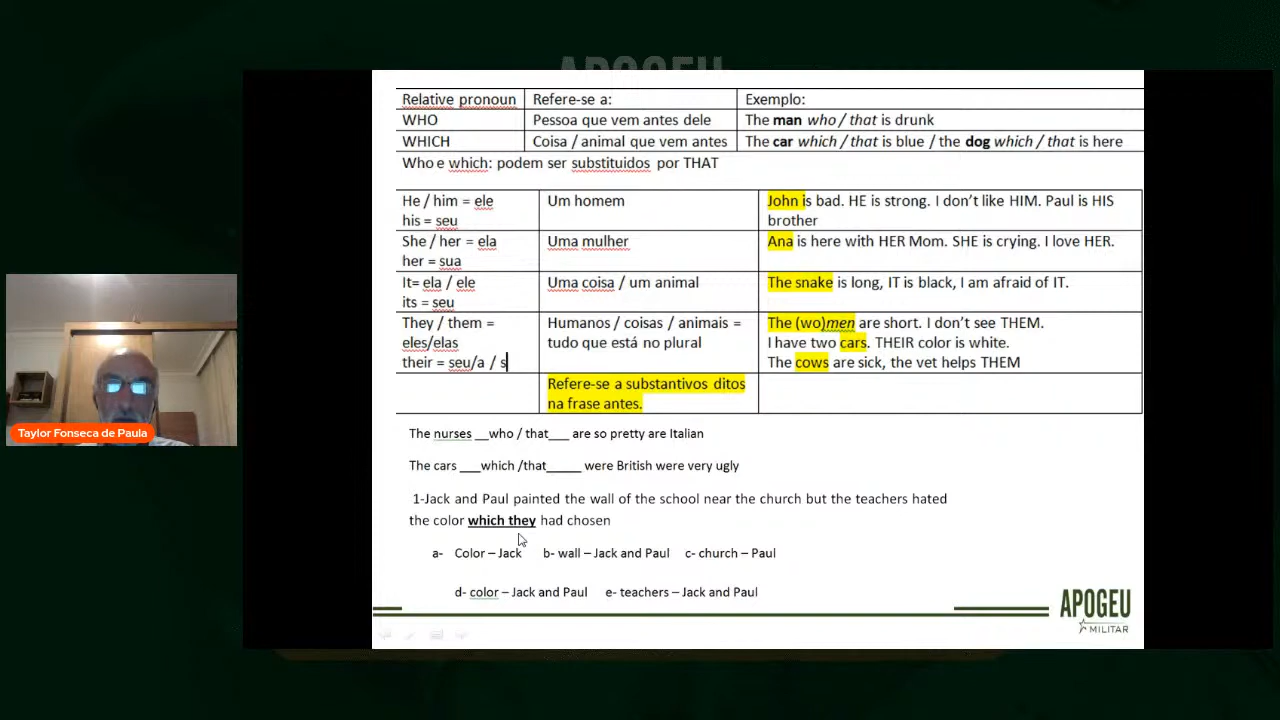 APOGEU
Relative pronoun Refere-se a: Exemplo:
WHO Pessoa que vem antes dele The man who / that is drunk
WHICH Coisa / animal que vem antes The car which / that is blue / the dog which / that is here
Who e which: podem ser substituidos por THAT
He / him = ele Um homem John is bad. HE is strong. I don't like HIM. Paul is HIS
his = seu brother
She / her = ela Uma mulher Ana is here with HER Mom. SHE is crying. I love HER.
her = sua
It= ela / ele Uma coisa / um animal The snake is long, IT is black, I am afraid of IT.
its = seu
They / them = Humanos / coisas / animais = The (wo)men are short. I don't see THEM.
eles/elas tudo que está no plural I have two cars. THEIR color is white.
their = seu/a / s The cows are sick, the vet helps THEM
Refere-se a substantivos ditos
na frase antes.
The nurses __who / that___ are so pretty are Italian
The cars ___which /that_____ were British were very ugly
1-Jack and Paul painted the wall of the school near the church but the teachers hated
the color which they had chosen
a- Color – Jack b- wall – Jack and Paul c- church – Paul
d- color – Jack and Paul e- teachers – Jack and Paul
APOGEU
MILITAR
Taylor Fonseca de Paula